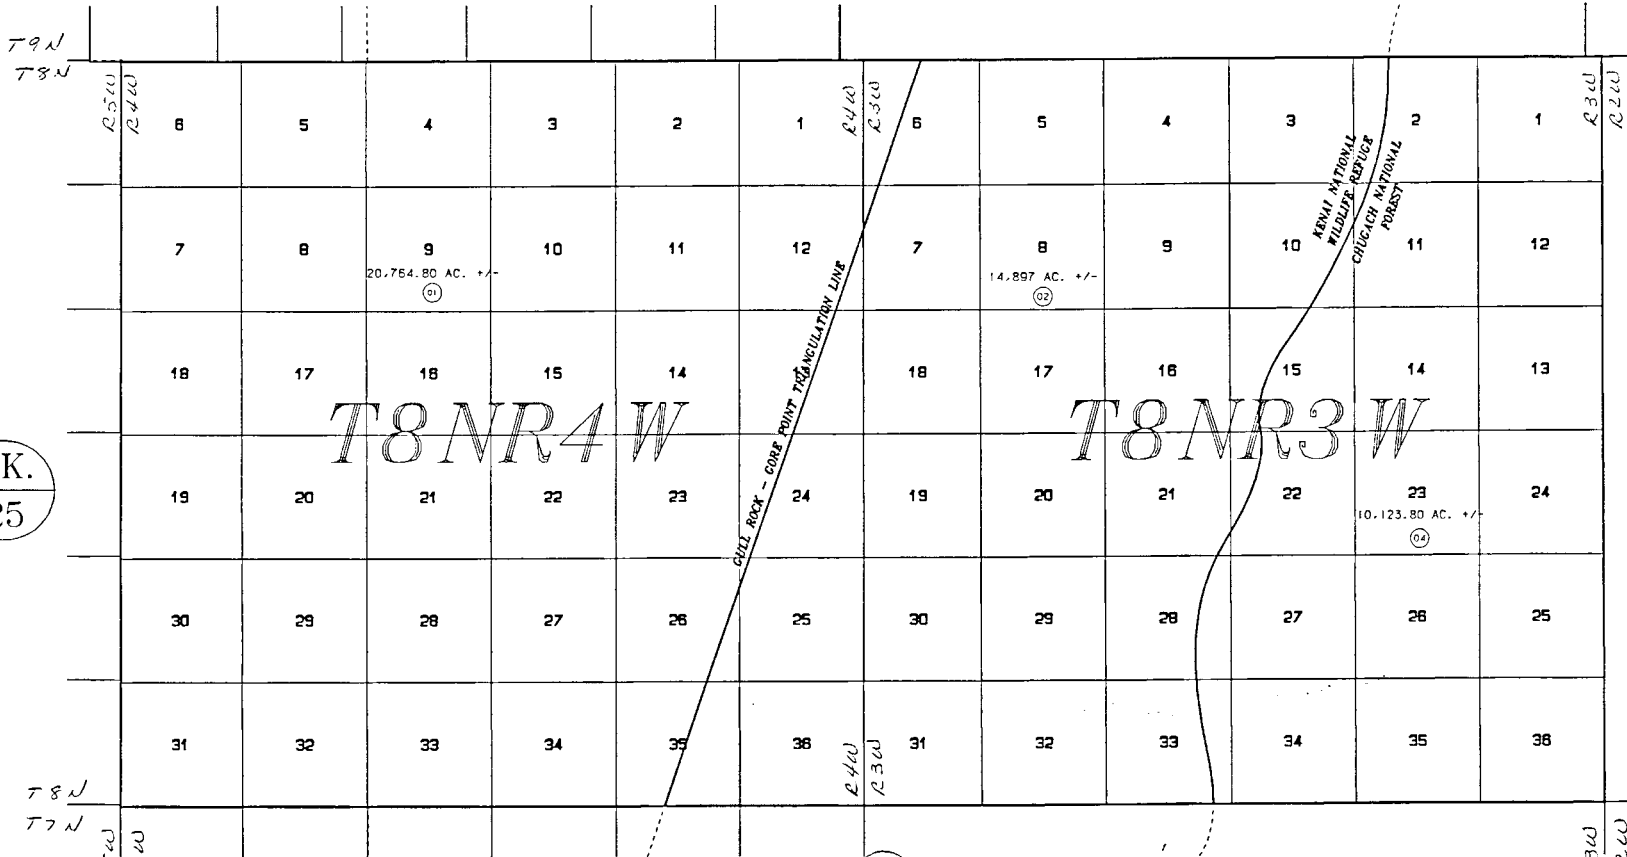 T9N
T8N
R5W R4W
R4W R3W
R3W R2W
6 5 4 3 2 1 6 5 4 3 2 1
KENAI NATIONAL
WILDLIFE REFUGE
CHUGACH NATIONAL
FOREST
7 8 9 10 11 12 7 8 9 10 11 12
20,764.80 AC. +/-
01
14,897 AC. +/-
02
GULL ROCK - GORE POINT TRIANGULATION LINE
18 17 16 15 14 18 17 16 15 14 13
T8NR4W T8NR3W
K.
25
19 20 21 22 23 24 19 20 21 22 23 24
10,123.80 AC. +/-
04
30 29 28 27 26 25 30 29 28 27 26 25
31 32 33 34 35 36 31 32 33 34 35 36
R4W R3W
T8N
T7N
W W
3W W